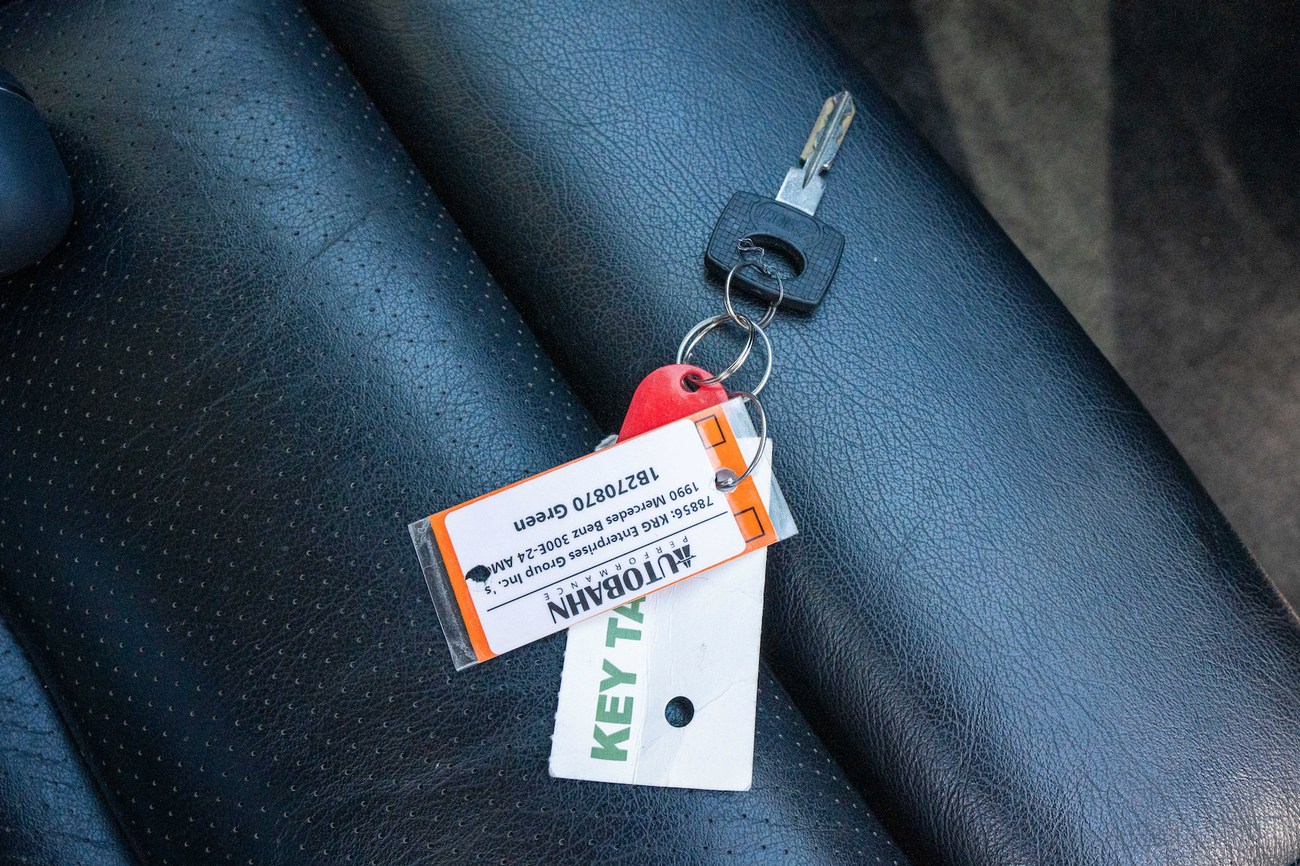 AUTOBAHN
PERFORMANCE
78856: KRG Enterprises Group Inc.'s
1990 Mercedes Benz 300E-24 AMG
1B270870 Green
KEY TA